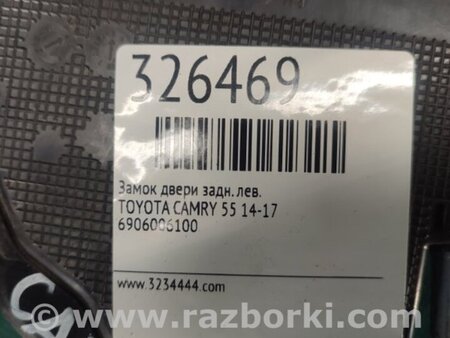 326469
Замок двери задн. лев.
TOYOTA CAMRY 55 14-17
6906006100
www.3234444.com
www.razborki.com